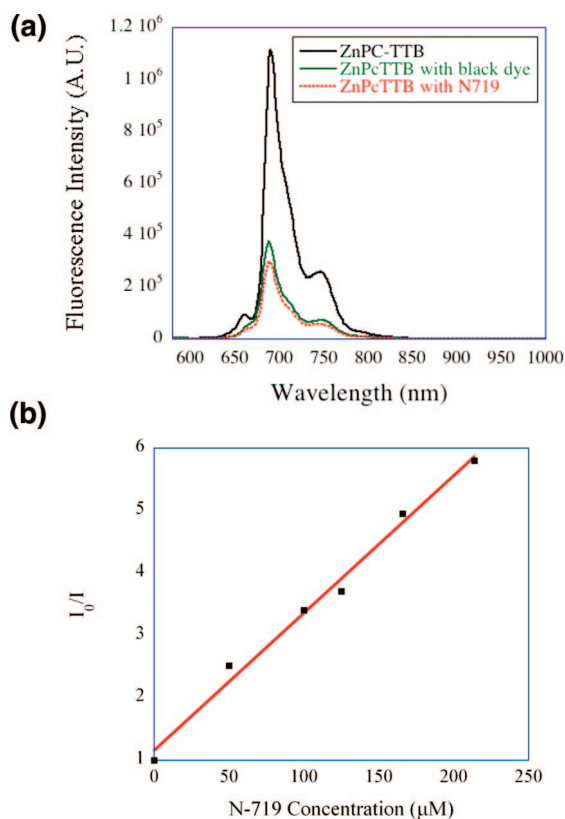 (a)
1.2 10⁶
1 10⁶
8 10⁵
6 10⁵
4 10⁵
2 10⁵
0
Fluorescence Intensity (A.U.)
ZnPC-TTB
ZnPcTTB with black dye
ZnPcTTB with N719
600 650 700 750 800 850 900 950 1000
Wavelength (nm)
(b)
6
5
4
3
2
1
I₀/I
0 50 100 150 200 250
N-719 Concentration (μM)